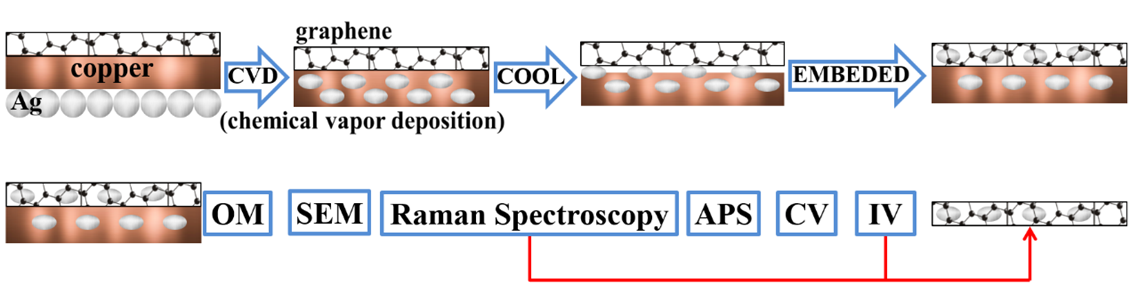 graphene
copper
CVD
COOL
EMBEDED
Ag
(chemical vapor deposition)
OM
SEM
Raman Spectroscopy
APS
CV
IV